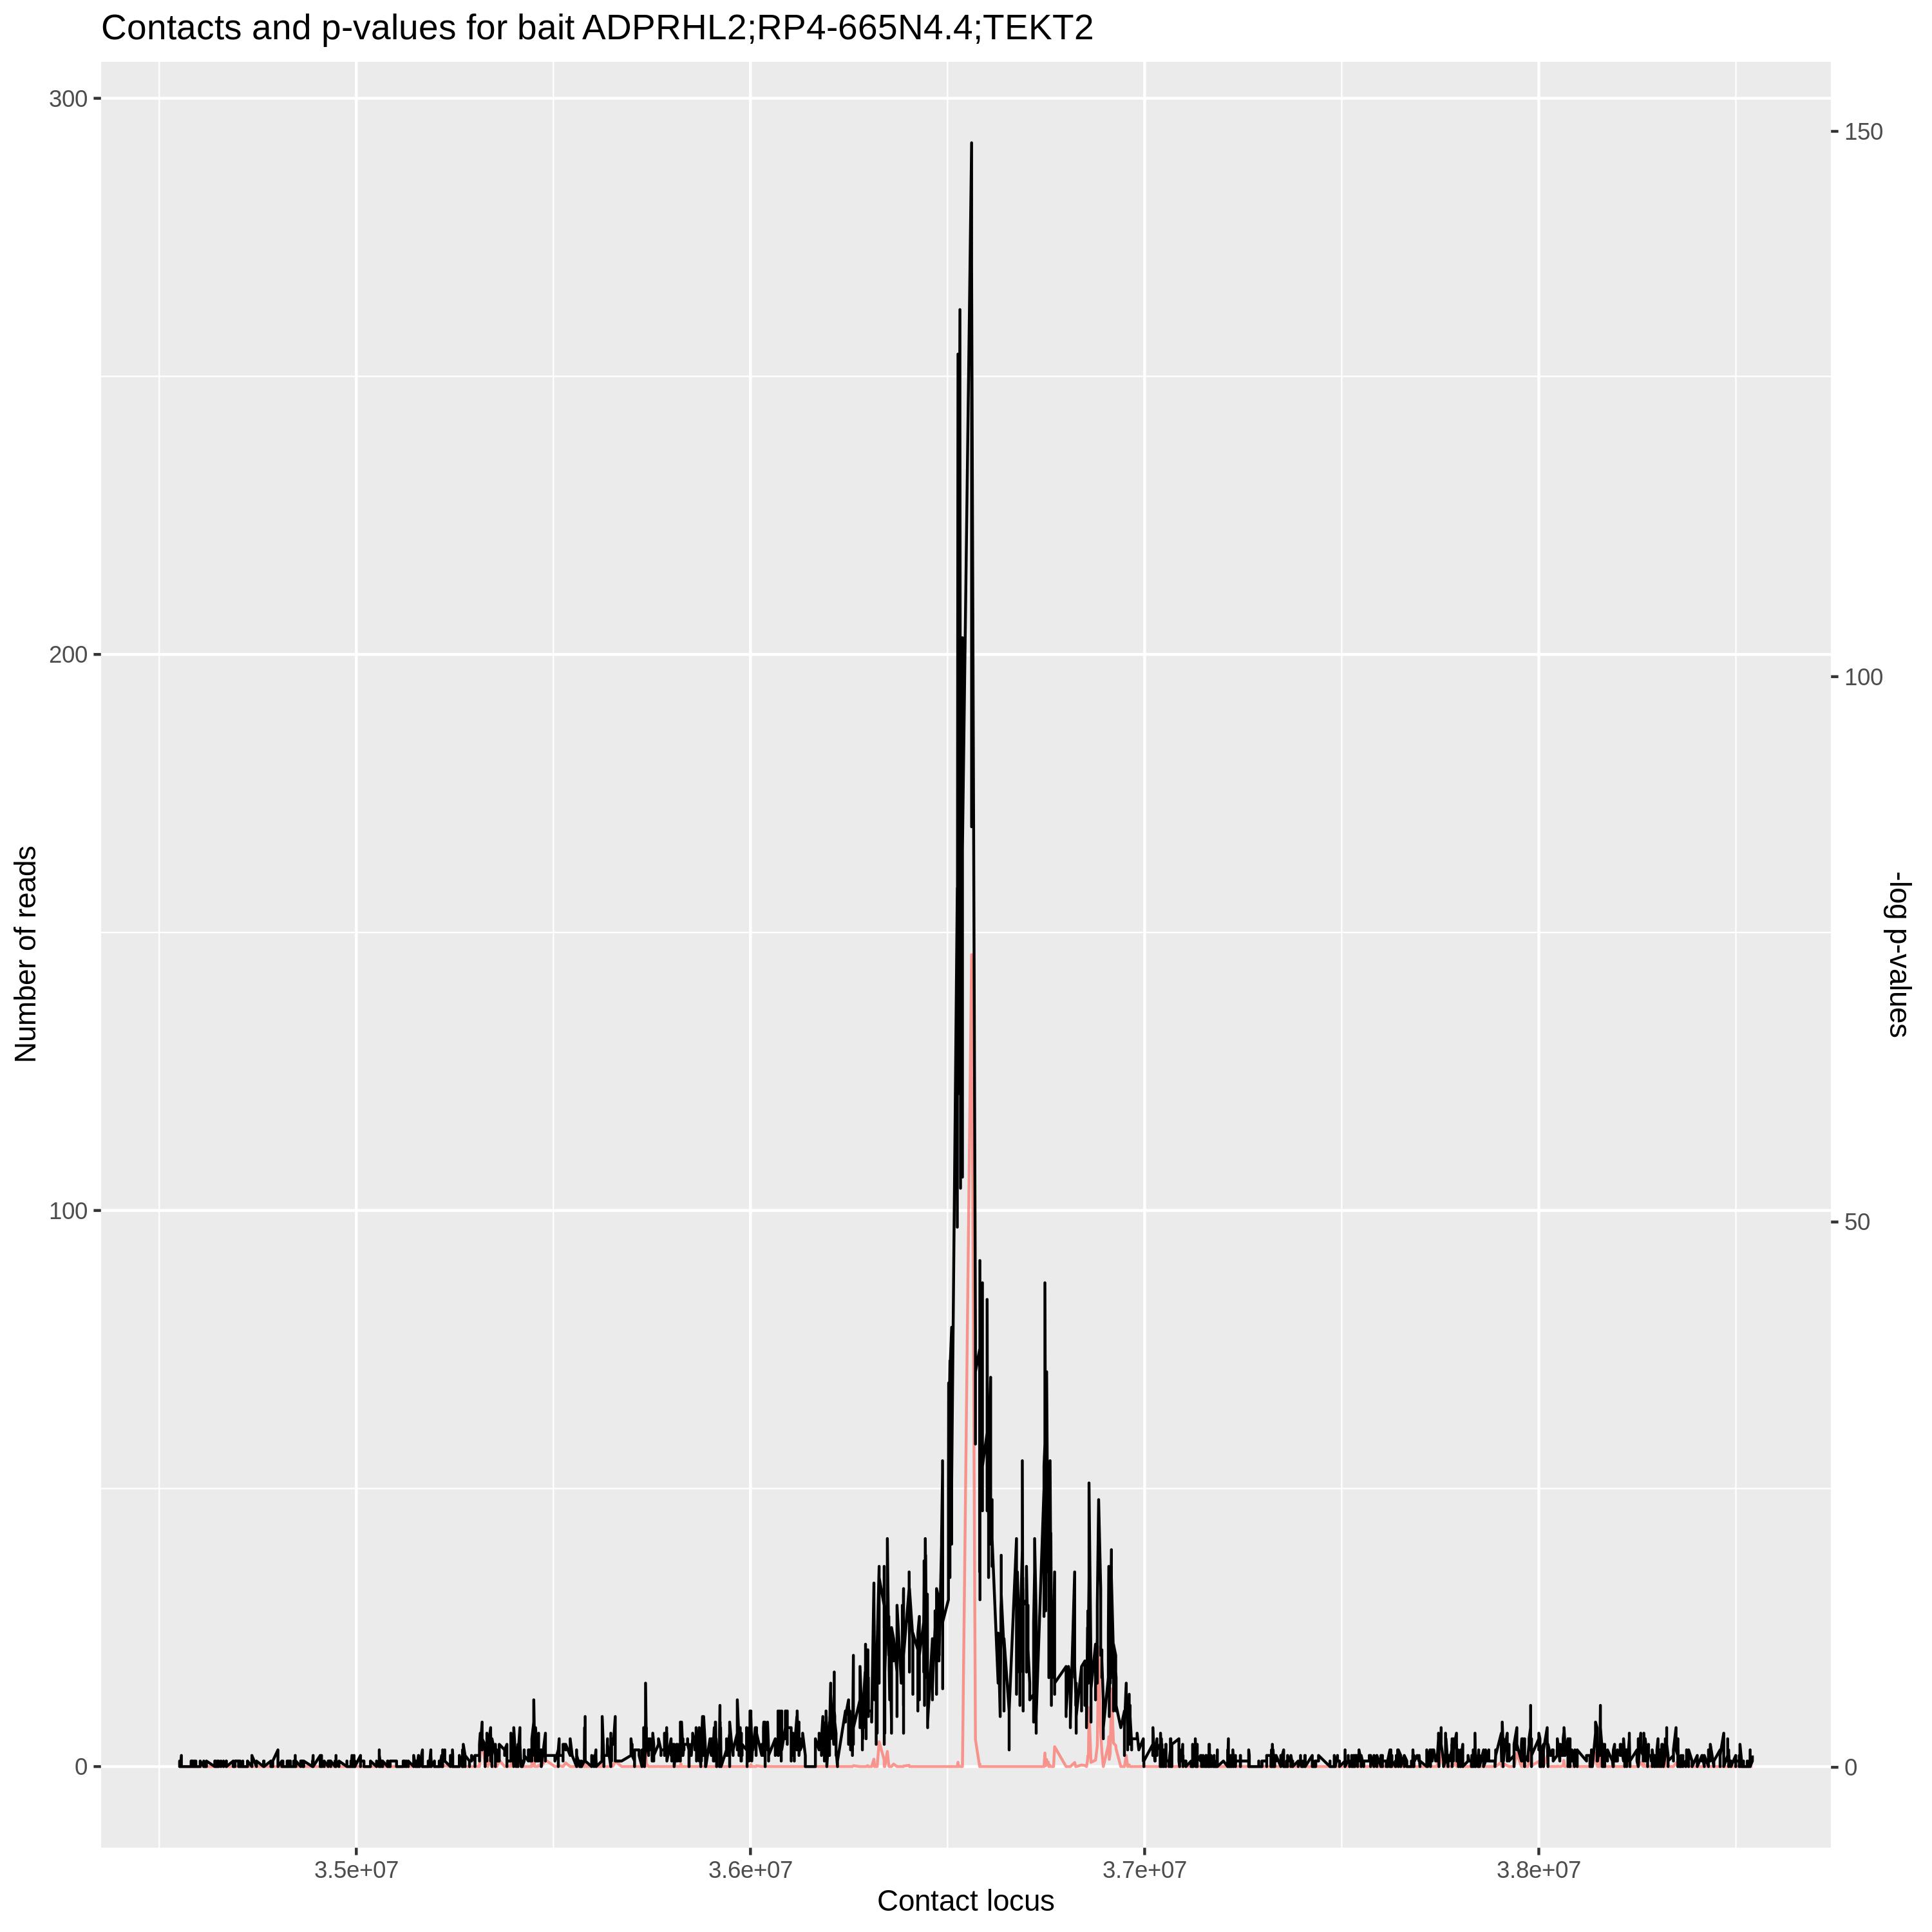 Contacts and p-values for bait ADPRHL2;RP4-665N4.4;TEKT2
300
200
100
0
Number of reads
150
100
50
0
-log p-values
3.5e+07 3.6e+07 3.7e+07 3.8e+07
Contact locus